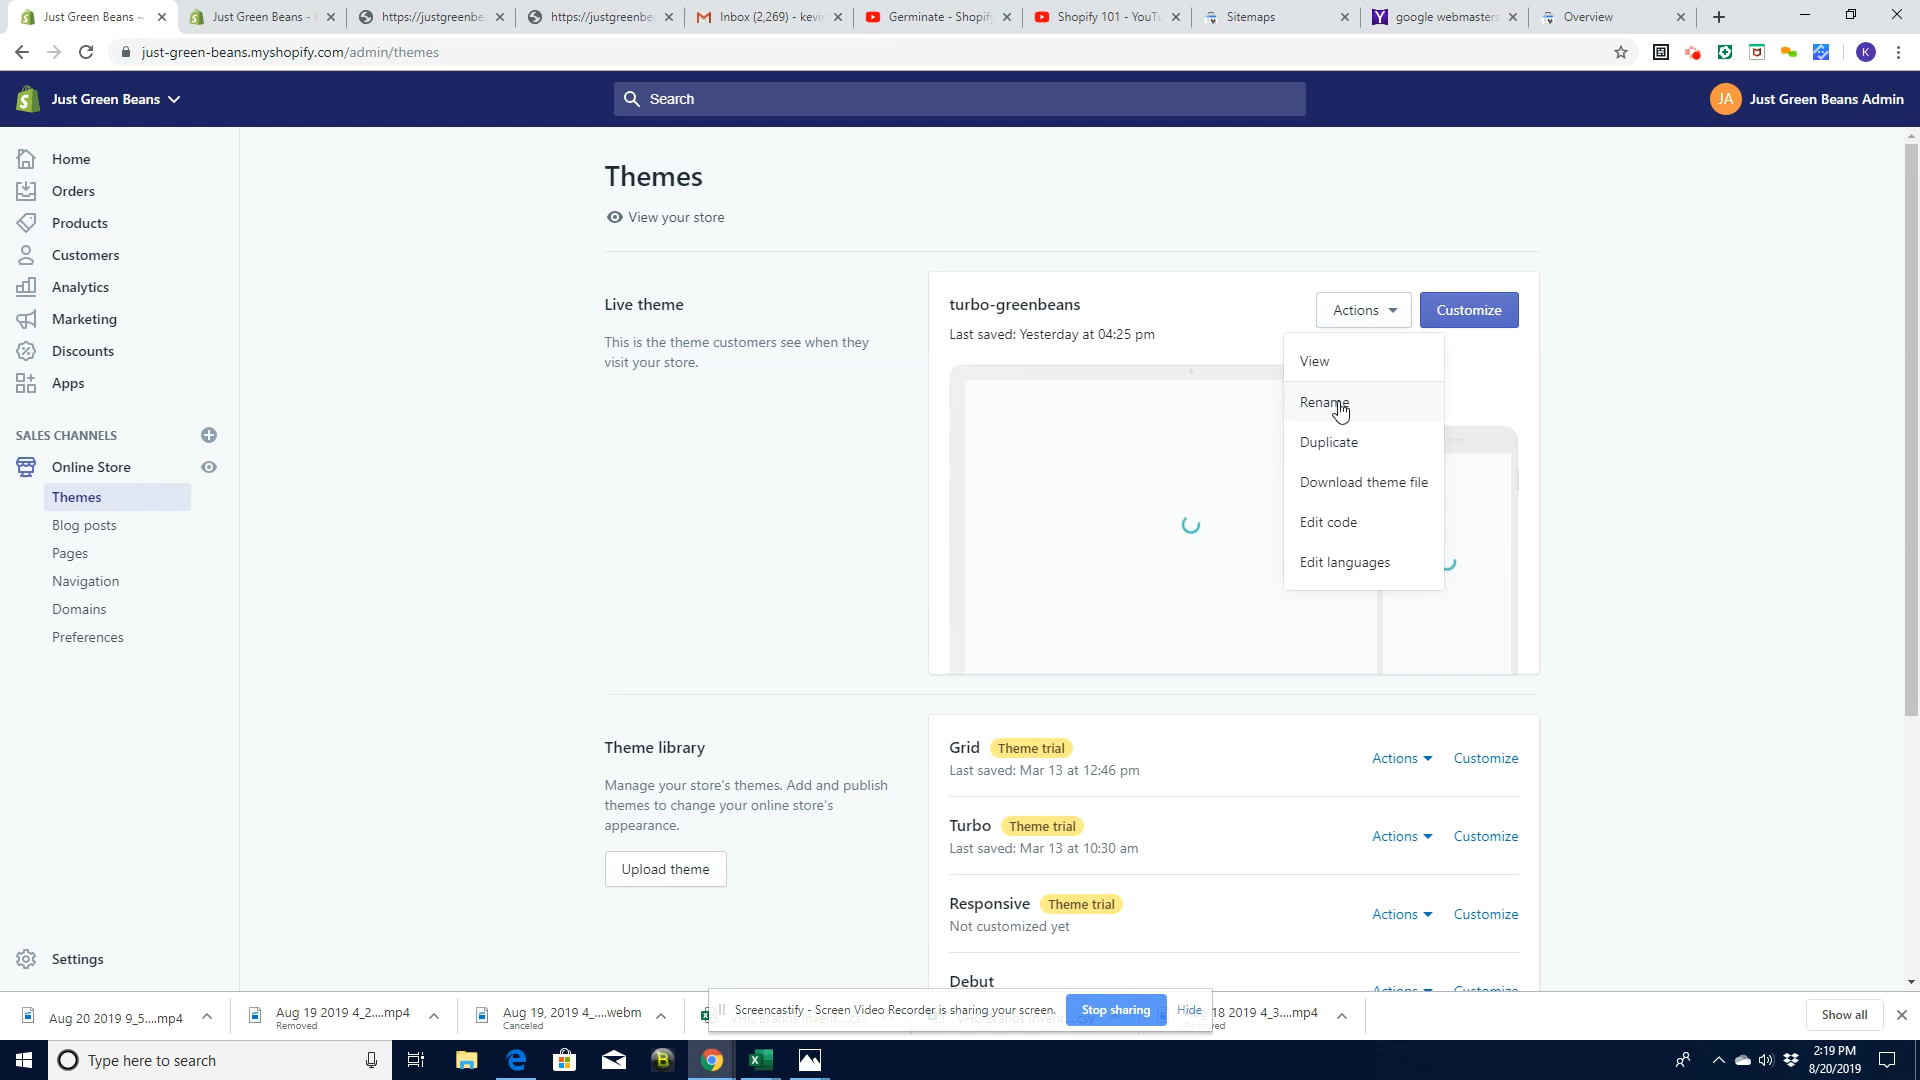 Just Green Beans ~
Just Green Beans - F
https://justgreenbe
https://justgreenbe
Inbox (2,269) - kevi
Germinate - Shopify
Shopify 101 - YouTu
Sitemaps
google webmasters
Overview
just-green-beans.myshopify.com/admin/themes
K
Just Green Beans
Search
JA
Just Green Beans Admin
Home
Orders
Products
Customers
Analytics
Marketing
Discounts
Apps
SALES CHANNELS
Online Store
Themes
Blog posts
Pages
Navigation
Domains
Preferences
Settings
Themes
View your store
Live theme
This is the theme customers see when they
visit your store.
turbo-greenbeans
Last saved: Yesterday at 04:25 pm
Actions
Customize
View
Rename
Duplicate
Download theme file
Edit code
Edit languages
Theme library
Manage your store's themes. Add and publish
themes to change your online store's
appearance.
Upload theme
Grid Theme trial
Last saved: Mar 13 at 12:46 pm
Actions Customize
Turbo Theme trial
Last saved: Mar 13 at 10:30 am
Actions Customize
Responsive Theme trial
Not customized yet
Actions Customize
Debut
Actions Customize
Aug 20 2019 9_5....mp4
Aug 19 2019 4_2....mp4
Removed
Aug 19, 2019 4_....webm
Canceled
Screencastify - Screen Video Recorder is sharing your screen.
Stop sharing
Hide
18 2019 4_3....mp4
Show all
Type here to search
2:19 PM
8/20/2019